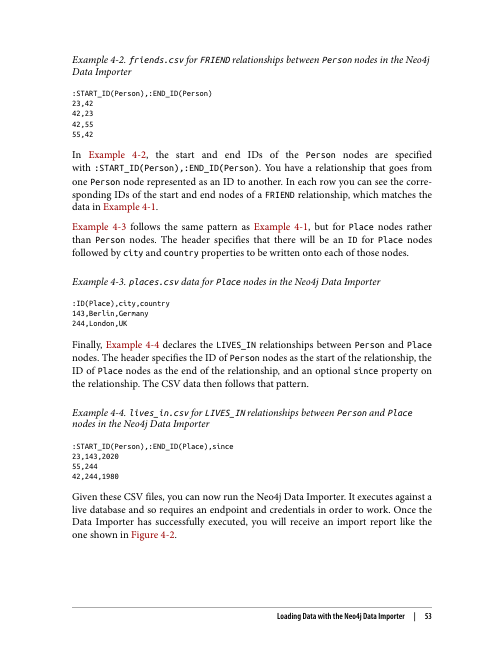 Example 4-2. friends.csv for FRIEND relationships between Person nodes in the Neo4j
Data Importer
:START_ID(Person),:END_ID(Person)
23,42
42,23
42,55
55,42
In Example 4-2, the start and end IDs of the Person nodes are specified
with :START_ID(Person),:END_ID(Person). You have a relationship that goes from
one Person node represented as an ID to another. In each row you can see the corre-
sponding IDs of the start and end nodes of a FRIEND relationship, which matches the
data in Example 4-1.
Example 4-3 follows the same pattern as Example 4-1, but for Place nodes rather
than Person nodes. The header specifies that there will be an ID for Place nodes
followed by city and country properties to be written onto each of those nodes.
Example 4-3. places.csv data for Place nodes in the Neo4j Data Importer
:ID(Place),city,country
143,Berlin,Germany
244,London,UK
Finally, Example 4-4 declares the LIVES_IN relationships between Person and Place
nodes. The header specifies the ID of Person nodes as the start of the relationship, the
ID of Place nodes as the end of the relationship, and an optional since property on
the relationship. The CSV data then follows that pattern.
Example 4-4. lives_in.csv for LIVES_IN relationships between Person and Place
nodes in the Neo4j Data Importer
:START_ID(Person),:END_ID(Place),since
23,143,2020
55,244
42,244,1980
Given these CSV files, you can now run the Neo4j Data Importer. It executes against a
live database and so requires an endpoint and credentials in order to work. Once the
Data Importer has successfully executed, you will receive an import report like the
one shown in Figure 4-2.
Loading Data with the Neo4j Data Importer | 53